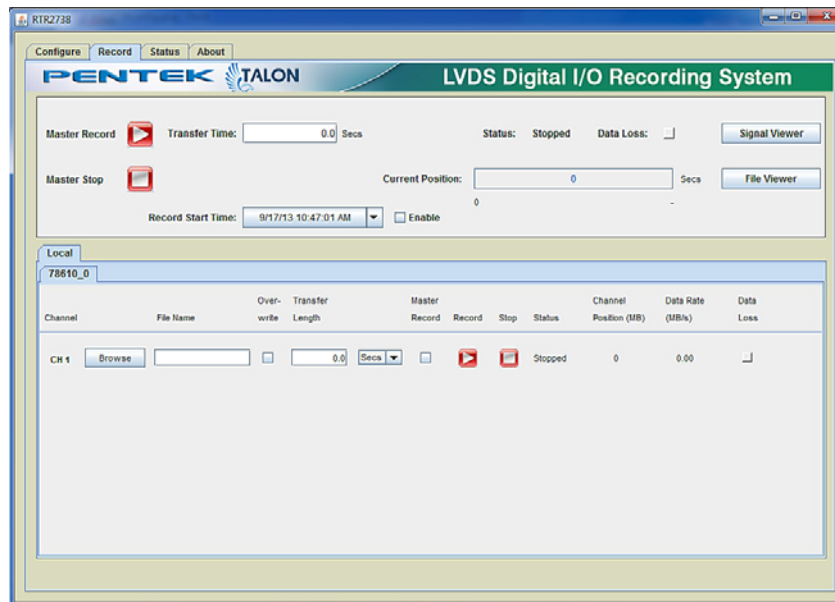 RTR2738
Configure Record Status About
PENTEK TALON LVDS Digital I/O Recording System
Master Record Transfer Time: 0.0 Secs Status: Stopped Data Loss: Signal Viewer
Master Stop Current Position: 0 Secs File Viewer
0 -
Record Start Time: 9/17/13 10:47:01 AM Enable
Local
78610_0
Over- Transfer Master Channel Data Rate Data
Channel File Name write Length Record Record Stop Status Position (MB) (MB/s) Loss
CH 1 Browse 0.0 Secs Stopped 0 0.00